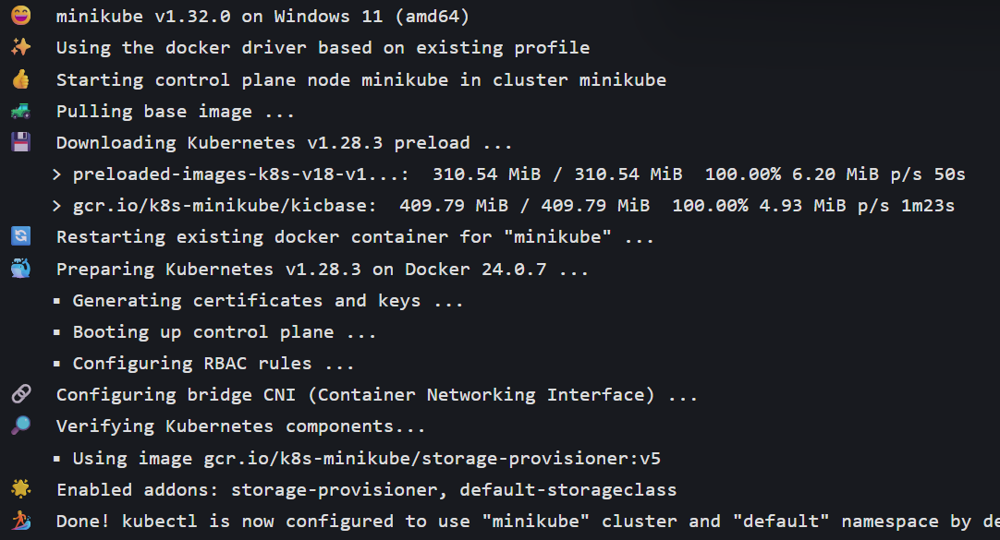 😄 minikube v1.32.0 on Windows 11 (amd64)
✨ Using the docker driver based on existing profile
👍 Starting control plane node minikube in cluster minikube
🚜 Pulling base image ...
💾 Downloading Kubernetes v1.28.3 preload ...
> preloaded-images-k8s-v18-v1...:  310.54 MiB / 310.54 MiB  100.00% 6.20 MiB p/s 50s
> gcr.io/k8s-minikube/kicbase:  409.79 MiB / 409.79 MiB  100.00% 4.93 MiB p/s 1m23s
🔄 Restarting existing docker container for "minikube" ...
🐳 Preparing Kubernetes v1.28.3 on Docker 24.0.7 ...
▪ Generating certificates and keys ...
▪ Booting up control plane ...
▪ Configuring RBAC rules ...
🔗 Configuring bridge CNI (Container Networking Interface) ...
🔎 Verifying Kubernetes components...
▪ Using image gcr.io/k8s-minikube/storage-provisioner:v5
🌟 Enabled addons: storage-provisioner, default-storageclass
🏄 Done! kubectl is now configured to use "minikube" cluster and "default" namespace by